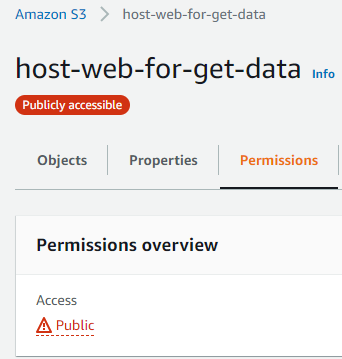 Amazon S3 > host-web-for-get-data
host-web-for-get-data Info
Publicly accessible
Objects Properties Permissions
Permissions overview
Access
Public